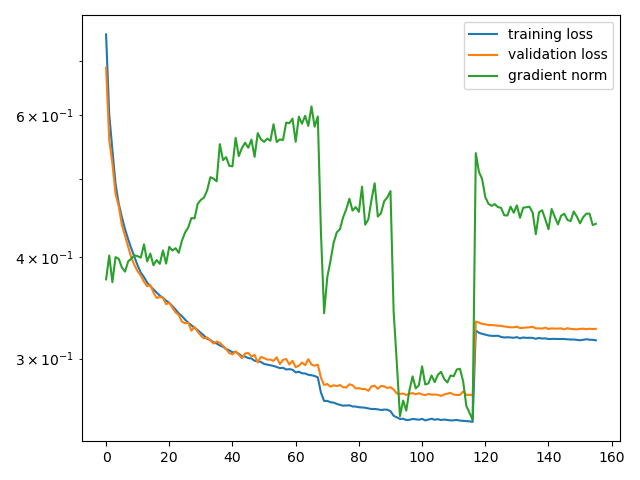 training loss
validation loss
gradient norm
6 × 10⁻¹
4 × 10⁻¹
3 × 10⁻¹
0 20 40 60 80 100 120 140 160